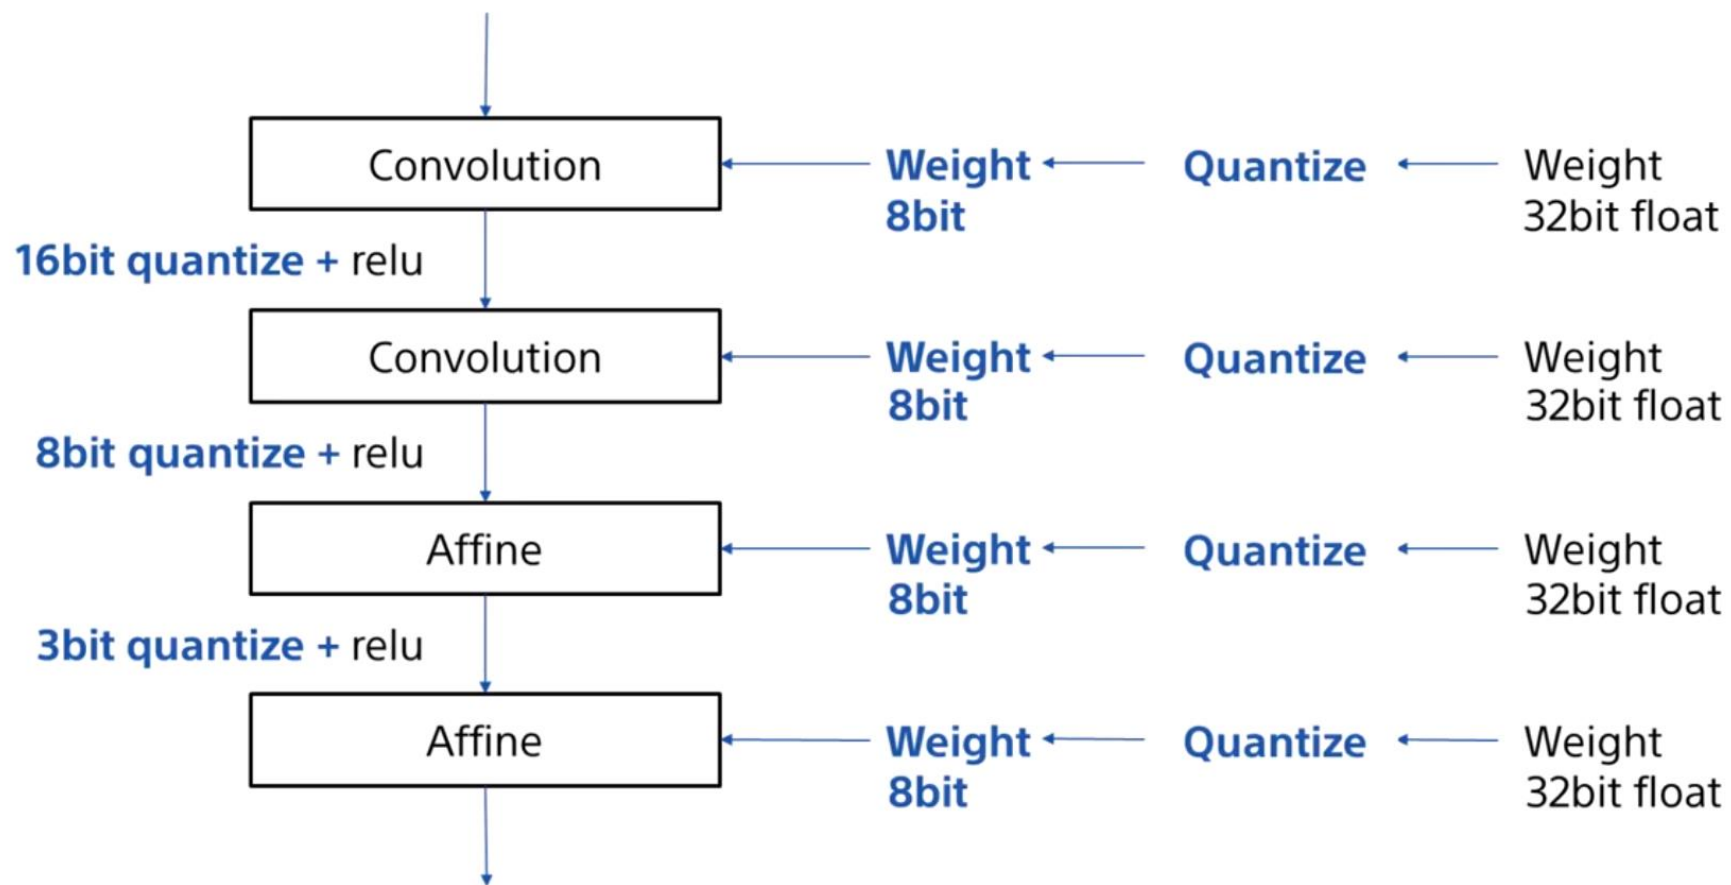 Convolution
Weight
8bit
Quantize
Weight
32bit float
16bit quantize + relu
Convolution
Weight
8bit
Quantize
Weight
32bit float
8bit quantize + relu
Affine
Weight
8bit
Quantize
Weight
32bit float
3bit quantize + relu
Affine
Weight
8bit
Quantize
Weight
32bit float